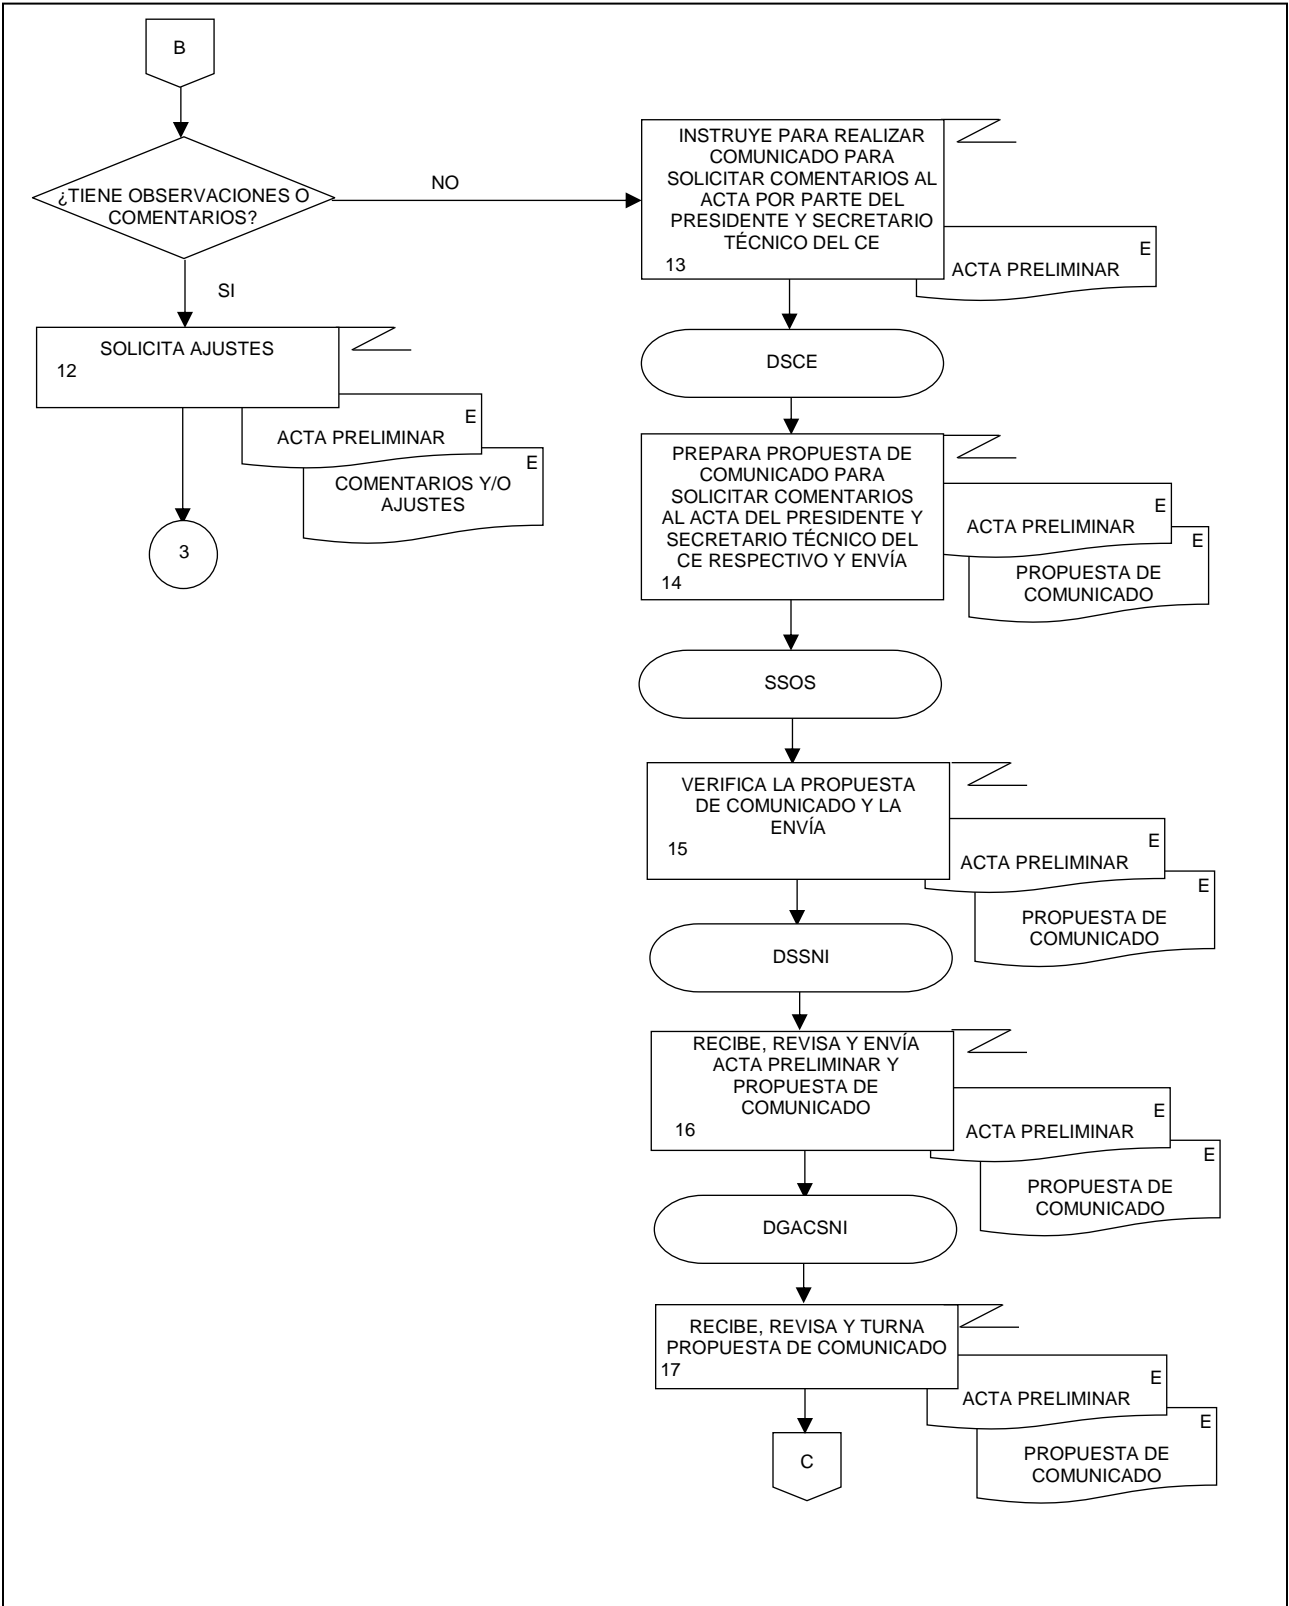 B
¿TIENE OBSERVACIONES O
COMENTARIOS?
NO
SI
SOLICITA AJUSTES
12
E
ACTA PRELIMINAR
E
COMENTARIOS Y/O
AJUSTES
3
INSTRUYE PARA REALIZAR
COMUNICADO PARA
SOLICITAR COMENTARIOS AL
ACTA POR PARTE DEL
PRESIDENTE Y SECRETARIO
TÉCNICO DEL CE
13
E
ACTA PRELIMINAR
DSCE
PREPARA PROPUESTA DE
COMUNICADO PARA
SOLICITAR COMENTARIOS
AL ACTA DEL PRESIDENTE Y
SECRETARIO TÉCNICO DEL
CE RESPECTIVO Y ENVÍA
14
E
ACTA PRELIMINAR
E
PROPUESTA DE
COMUNICADO
SSOS
VERIFICA LA PROPUESTA
DE COMUNICADO Y LA
ENVÍA
15
E
ACTA PRELIMINAR
E
PROPUESTA DE
COMUNICADO
DSSNI
RECIBE, REVISA Y ENVÍA
ACTA PRELIMINAR Y
PROPUESTA DE
COMUNICADO
16
E
ACTA PRELIMINAR
E
PROPUESTA DE
COMUNICADO
DGACSNI
RECIBE, REVISA Y TURNA
PROPUESTA DE COMUNICADO
17
E
ACTA PRELIMINAR
E
PROPUESTA DE
COMUNICADO
C